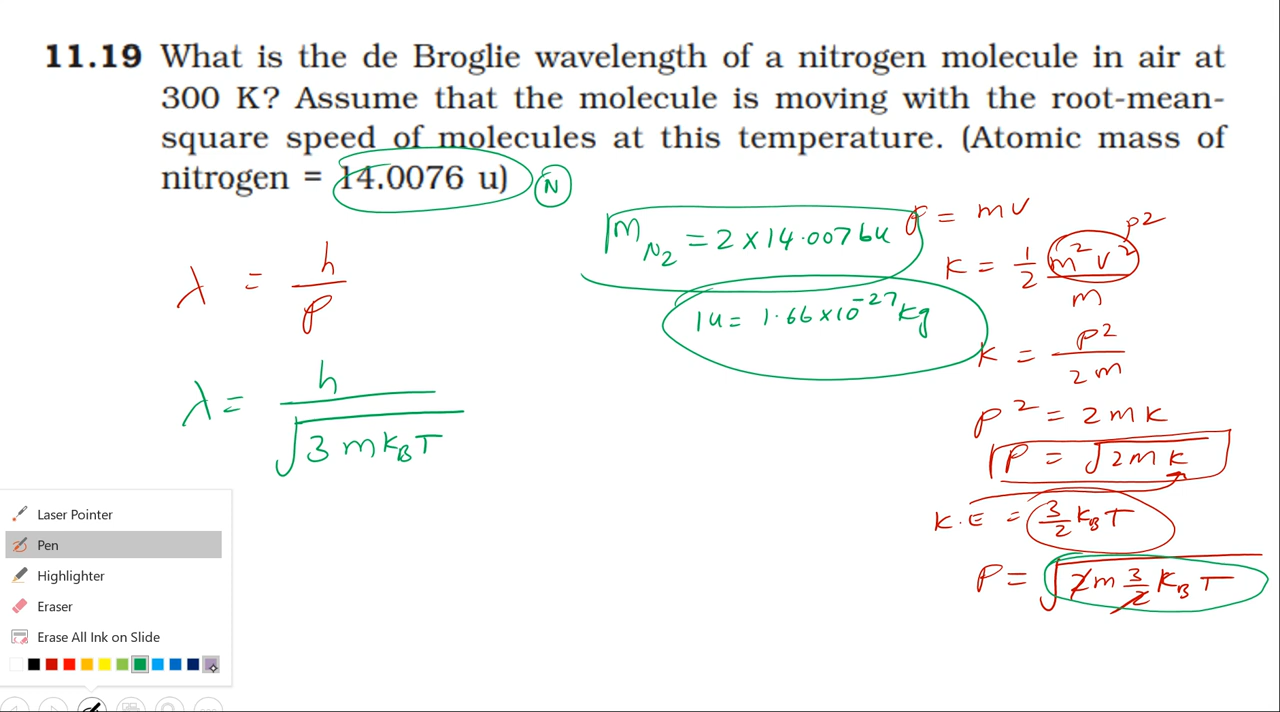 11.19 What is the de Broglie wavelength of a nitrogen molecule in air at
300 K? Assume that the molecule is moving with the root-mean-
square speed of molecules at this temperature. (Atomic mass of
nitrogen = 14.0076 u)
N
λ = h/p
λ = h/√(3mk_BT)
m_N₂ = 2 × 14.0076u
1u = 1.66×10⁻²⁷ kg
p = mv
K = 1/2 m²v²/m
p²
K = p²/2m
p² = 2mK
P = √(2mK)
K.E = 3/2 k_BT
P = √(2m 3/2 k_BT)
Laser Pointer
Pen
Highlighter
Eraser
Erase All Ink on Slide